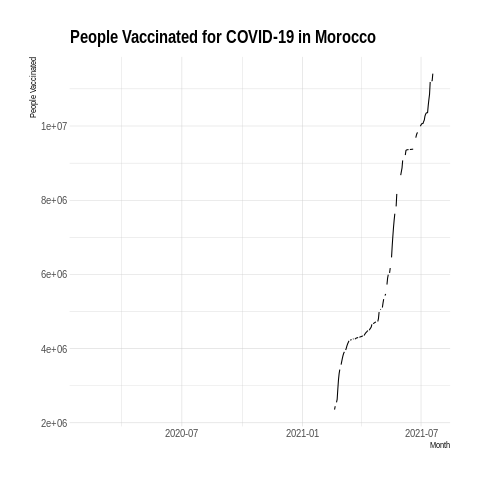 People Vaccinated for COVID-19 in Morocco
People Vaccinated
1e+07
8e+06
6e+06
4e+06
2e+06
2020-07
2021-01
2021-07
Month